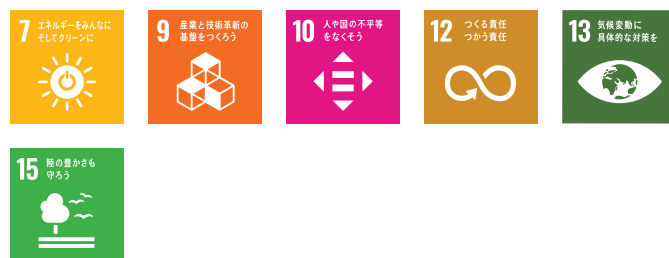 7 エネルギーをみんなに
そしてクリーンに
9 産業と技術革新の
基盤をつくろう
10 人や国の不平等
をなくそう
12 つくる責任
つかう責任
13 気候変動に
具体的な対策を
15 陸の豊かさも
守ろう